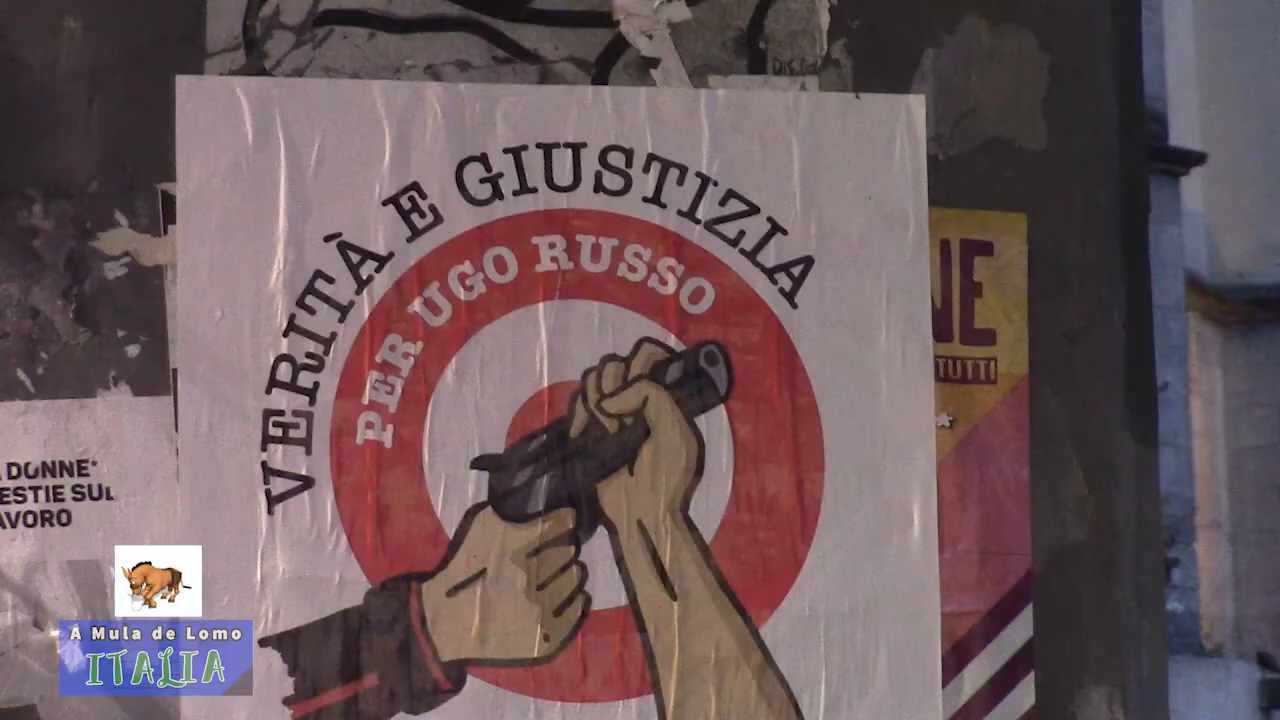 VERITÀ E GIUSTIZIA
PER UGO RUSSO
NE
TUTTI
DONNE*
ESTIE SUL
AVORO
A Mula de Lomo
ITALIA